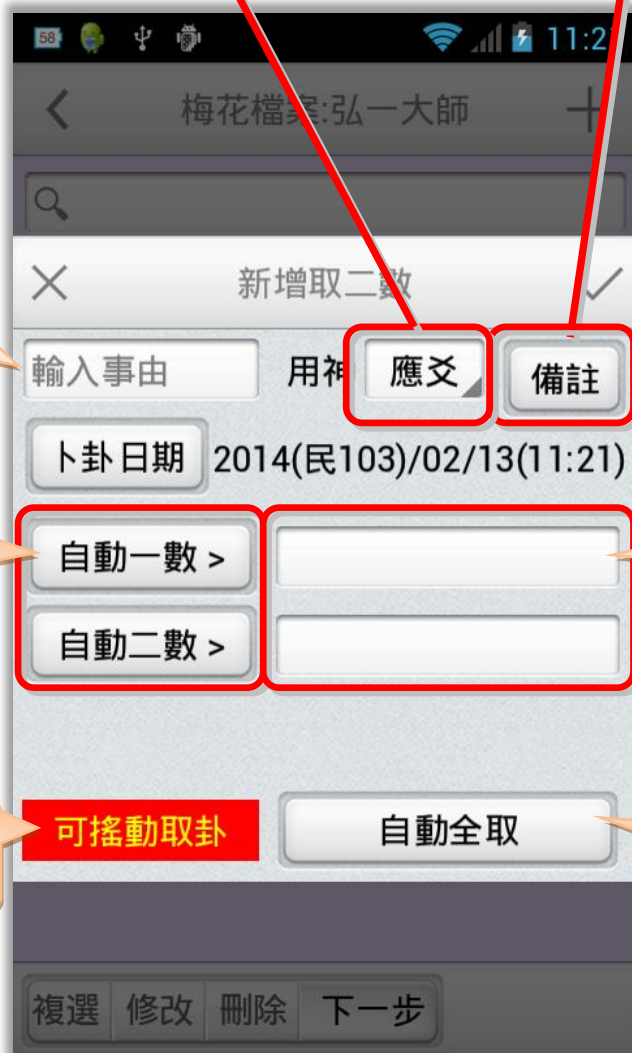 58 11:2
梅花檔案:弘一大師
新增取二數
輸入事由 用神 應爻 備註
卜卦日期 2014(民103)/02/13(11:21)
自動一數 >
自動二數 >
可搖動取卦 自動全取
複選 修改 刪除 下一步